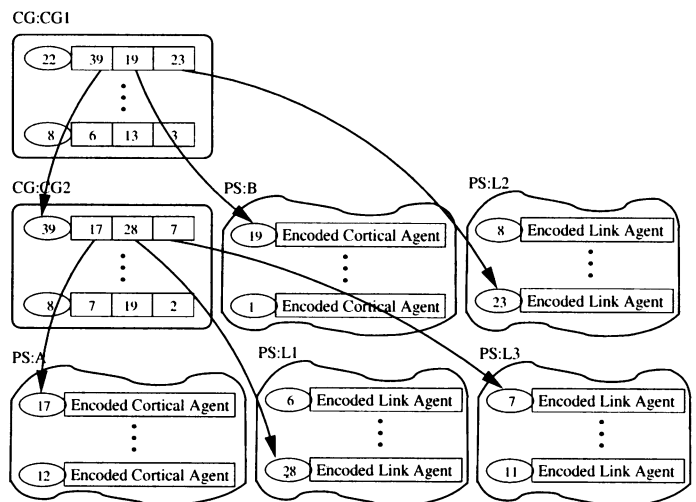 CG:CG1
22 39 19 23
8 6 13 3
CG:CG2
39 17 28 7
8 7 19 2
PS:B
19 Encoded Cortical Agent
1 Encoded Cortical Agent
PS:L2
8 Encoded Link Agent
23 Encoded Link Agent
PS:A
17 Encoded Cortical Agent
12 Encoded Cortical Agent
PS:L1
6 Encoded Link Agent
28 Encoded Link Agent
PS:L3
7 Encoded Link Agent
11 Encoded Link Agent